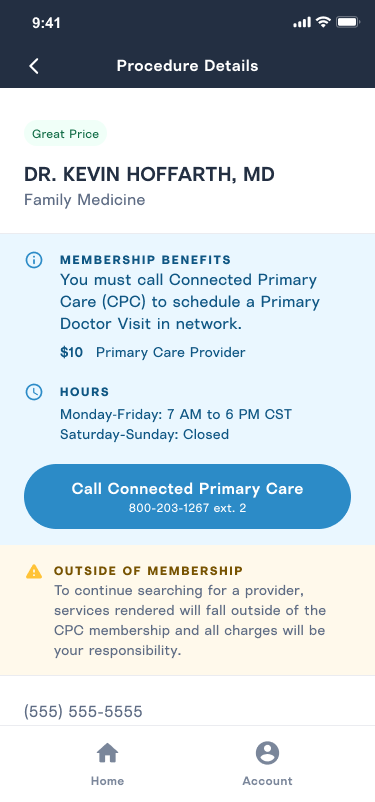 9:41
Procedure Details
Great Price
DR. KEVIN HOFFARTH, MD
Family Medicine
MEMBERSHIP BENEFITS
You must call Connected Primary
Care (CPC) to schedule a Primary
Doctor Visit in network.
$10 Primary Care Provider
HOURS
Monday-Friday: 7 AM to 6 PM CST
Saturday-Sunday: Closed
Call Connected Primary Care
800-203-1267 ext. 2
OUTSIDE OF MEMBERSHIP
To continue searching for a provider,
services rendered will fall outside of the
CPC membership and all charges will be
your responsibility.
(555) 555-5555
Home Account